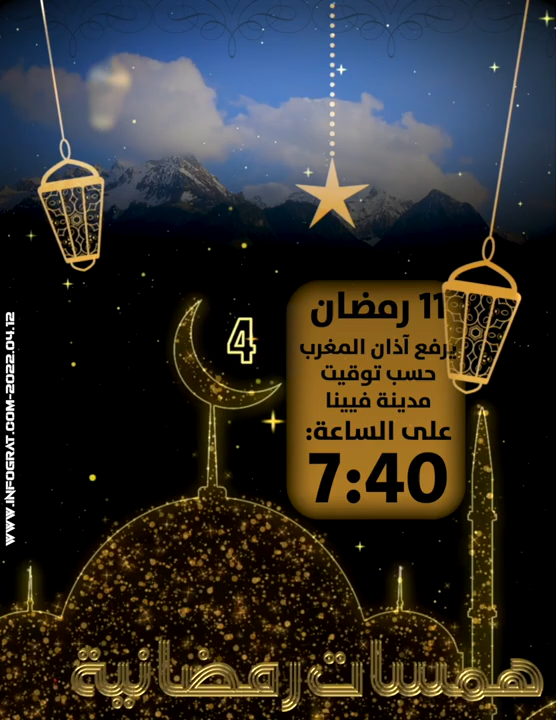 11 رمضان
يرفع آذان المغرب
حسب توقيت
مدينة فيينا
على الساعة:
7:40
4
WWW.INFOGRAT.COM-2022.04.12
همسات رمضانية